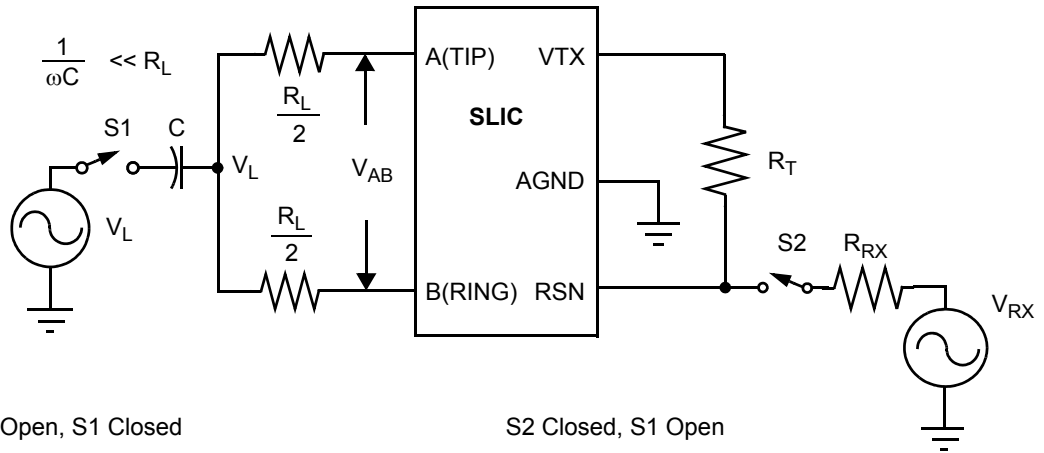 1
ωC
<< R_L
A(TIP)
VTX
R_L
2
SLIC
S1
C
V_L
V_AB
R_T
AGND
V_L
R_L
2
S2
R_RX
B(RING)
RSN
V_RX
Open, S1 Closed
S2 Closed, S1 Open